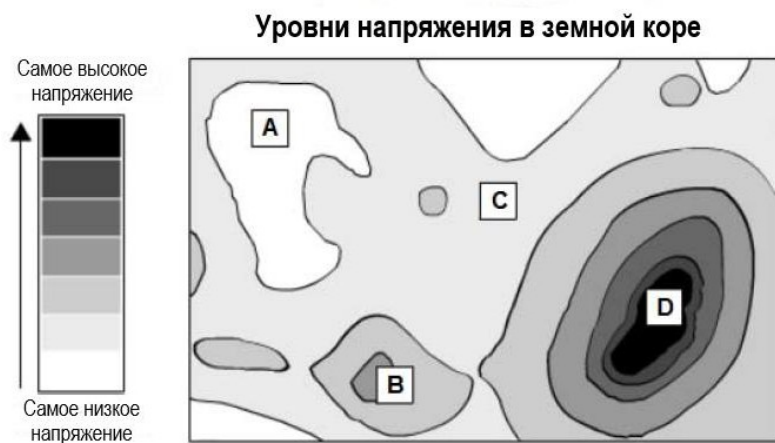 Уровни напряжения в земной коре
Самое высокое
напряжение
A
C
D
B
Самое низкое
напряжение